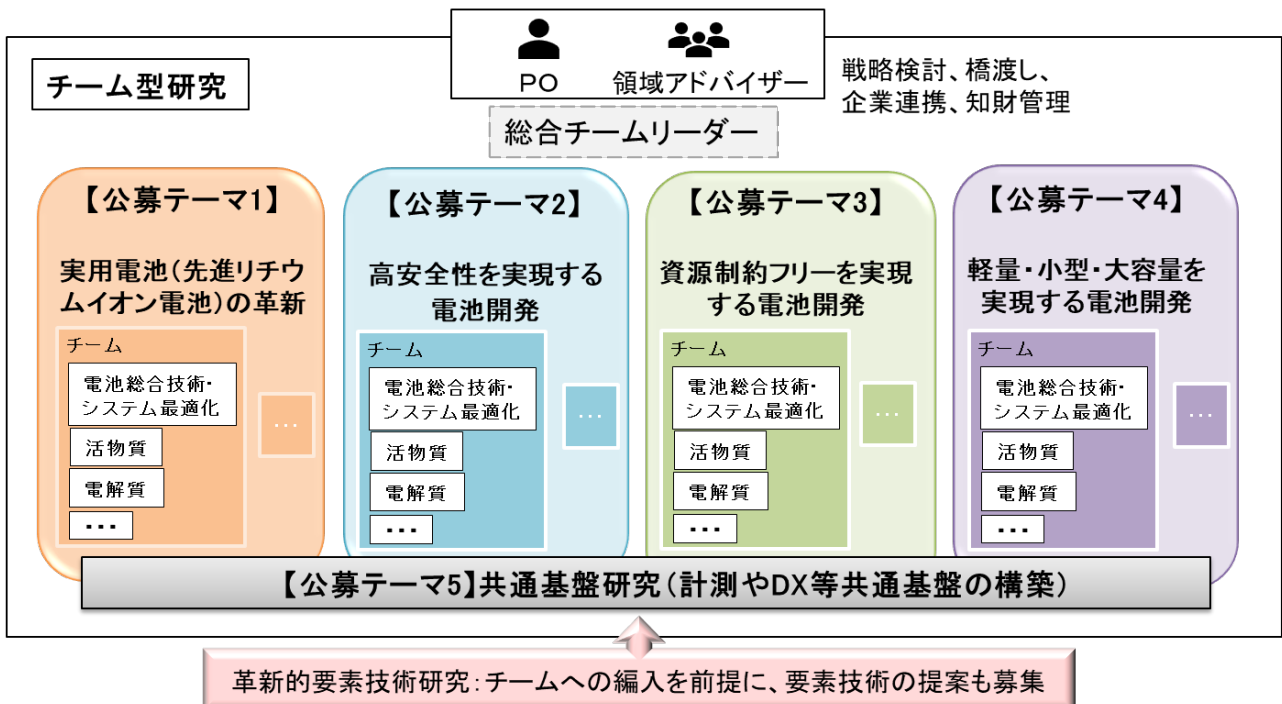 チーム型研究
PO 領域アドバイザー
戦略検討、橋渡し、
企業連携、知財管理
総合チームリーダー
【公募テーマ1】
実用電池(先進リチウ
ムイオン電池)の革新
チーム
電池総合技術・
システム最適化
活物質
電解質
・・・
…
【公募テーマ2】
高安全性を実現する
電池開発
チーム
電池総合技術・
システム最適化
活物質
電解質
・・・
…
【公募テーマ3】
資源制約フリーを実現
する電池開発
チーム
電池総合技術・
システム最適化
活物質
電解質
・・・
…
【公募テーマ4】
軽量・小型・大容量を
実現する電池開発
チーム
電池総合技術・
システム最適化
活物質
電解質
・・・
…
【公募テーマ5】共通基盤研究(計測やDX等共通基盤の構築)
革新的要素技術研究:チームへの編入を前提に、要素技術の提案も募集